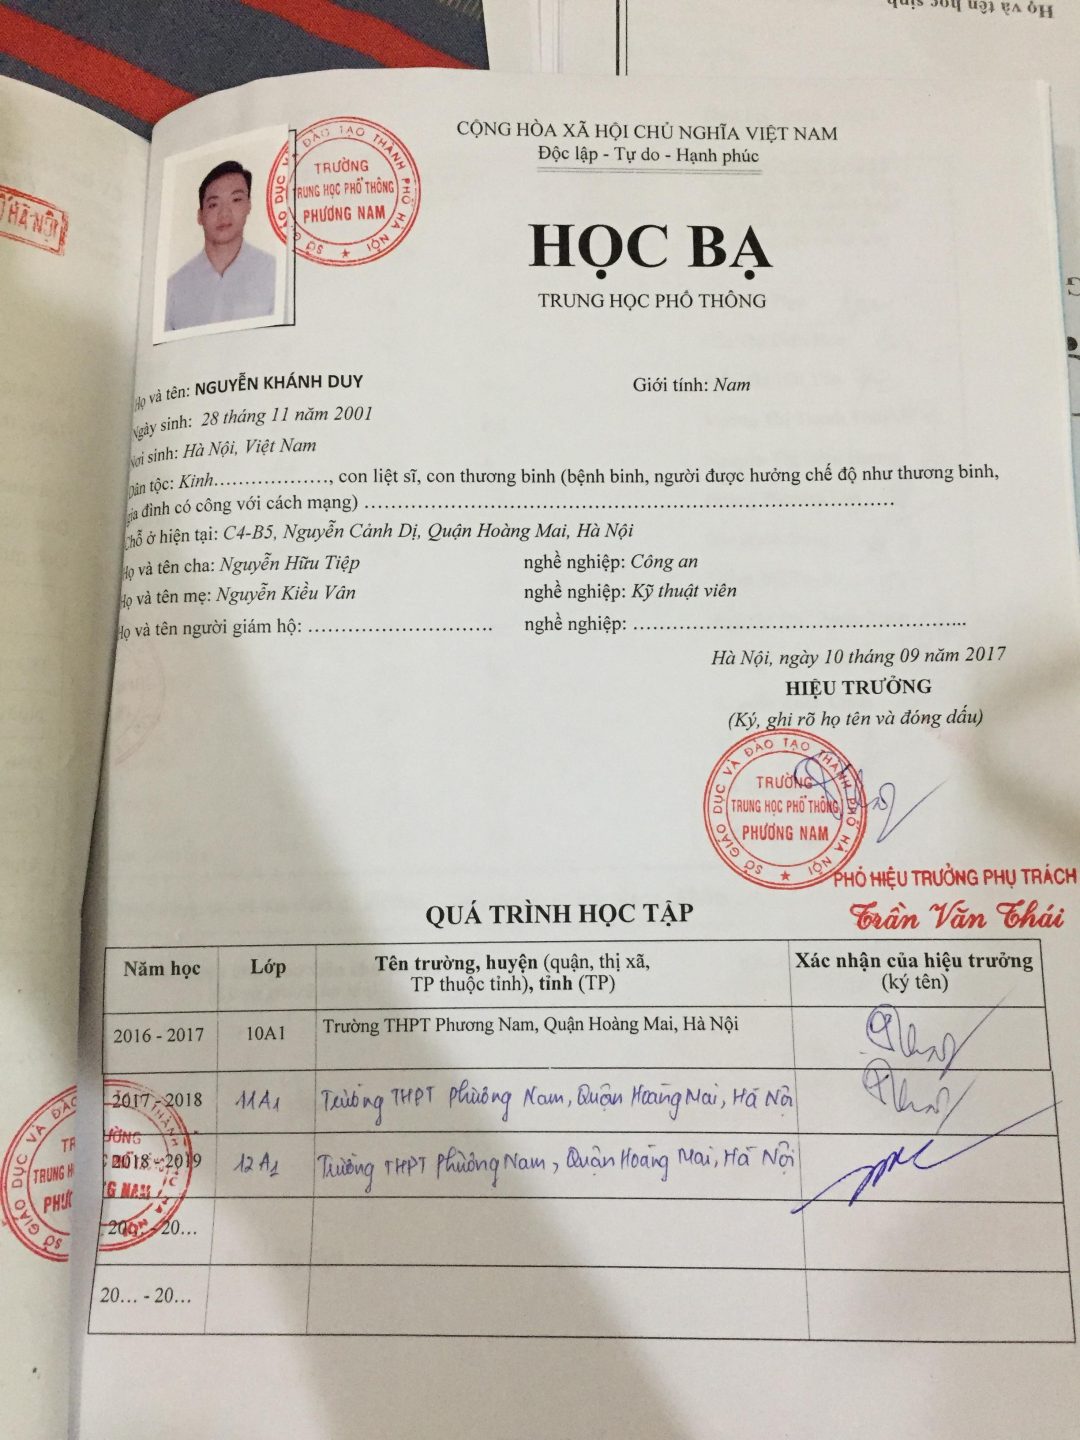 Họ và tên học sinh
HÀ NỘI
CỘNG HÒA XÃ HỘI CHỦ NGHĨA VIỆT NAM
Độc lập - Tự do - Hạnh phúc
SỞ GIÁO DỤC VÀ ĐÀO TẠO THÀNH PHỐ HÀ NỘI
TRƯỜNG
TRUNG HỌC PHỔ THÔNG
PHƯƠNG NAM
HỌC BẠ
TRUNG HỌC PHỔ THÔNG
Họ và tên: NGUYỄN KHÁNH DUY Giới tính: Nam
Ngày sinh: 28 tháng 11 năm 2001
Nơi sinh: Hà Nội, Việt Nam
Dân tộc: Kinh………………, con liệt sĩ, con thương binh (bệnh binh, người được hưởng chế độ như thương binh,
gia đình có công với cách mạng) ……………………………………………………………………
Chỗ ở hiện tại: C4-B5, Nguyễn Cảnh Dị, Quận Hoàng Mai, Hà Nội
Họ và tên cha: Nguyễn Hữu Tiệp nghề nghiệp: Công an
Họ và tên mẹ: Nguyễn Kiều Vân nghề nghiệp: Kỹ thuật viên
Họ và tên người giám hộ: ………………………. nghề nghiệp: …………………………………………...
Hà Nội, ngày 10 tháng 09 năm 2017
HIỆU TRƯỞNG
(Ký, ghi rõ họ tên và đóng dấu)
SỞ GIÁO DỤC VÀ ĐÀO TẠO THÀNH PHỐ HÀ NỘI
TRƯỜNG
TRUNG HỌC PHỔ THÔNG
PHƯƠNG NAM
PHÓ HIỆU TRƯỞNG PHỤ TRÁCH
Trần Văn Thái
QUÁ TRÌNH HỌC TẬP
Năm học Lớp Tên trường, huyện (quận, thị xã, Xác nhận của hiệu trưởng
TP thuộc tỉnh), tỉnh (TP) (ký tên)
2016 - 2017 10A1 Trường THPT Phương Nam, Quận Hoàng Mai, Hà Nội
2017 - 2018 11A1 Trường THPT Phương Nam, Quận Hoàng Mai, Hà Nội
2018 - 2019 12A1 Trường THPT Phương Nam, Quận Hoàng Mai, Hà Nội
20… - 20…
20… - 20…